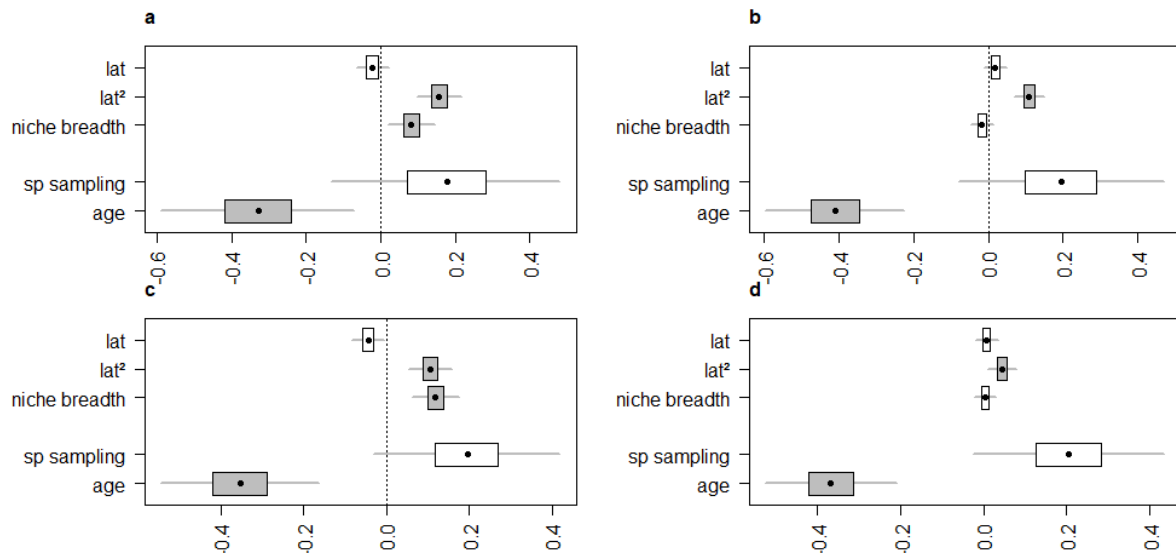 a
lat
lat²
niche breadth
sp sampling
age
-0.6
-0.4
-0.2
0.0
0.2
0.4
b
lat
lat²
niche breadth
sp sampling
age
-0.6
-0.4
-0.2
0.0
0.2
0.4
c
lat
lat²
niche breadth
sp sampling
age
-0.4
-0.2
0.0
0.2
0.4
d
lat
lat²
niche breadth
sp sampling
age
-0.4
-0.2
0.0
0.2
0.4